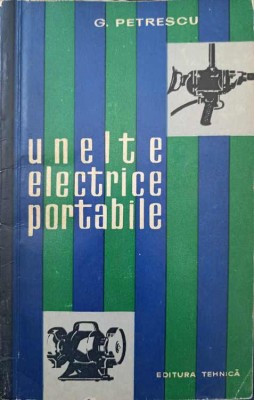 G. PETRESCU
unelte
electrice
portabile
EDITURA TEHNICĂ